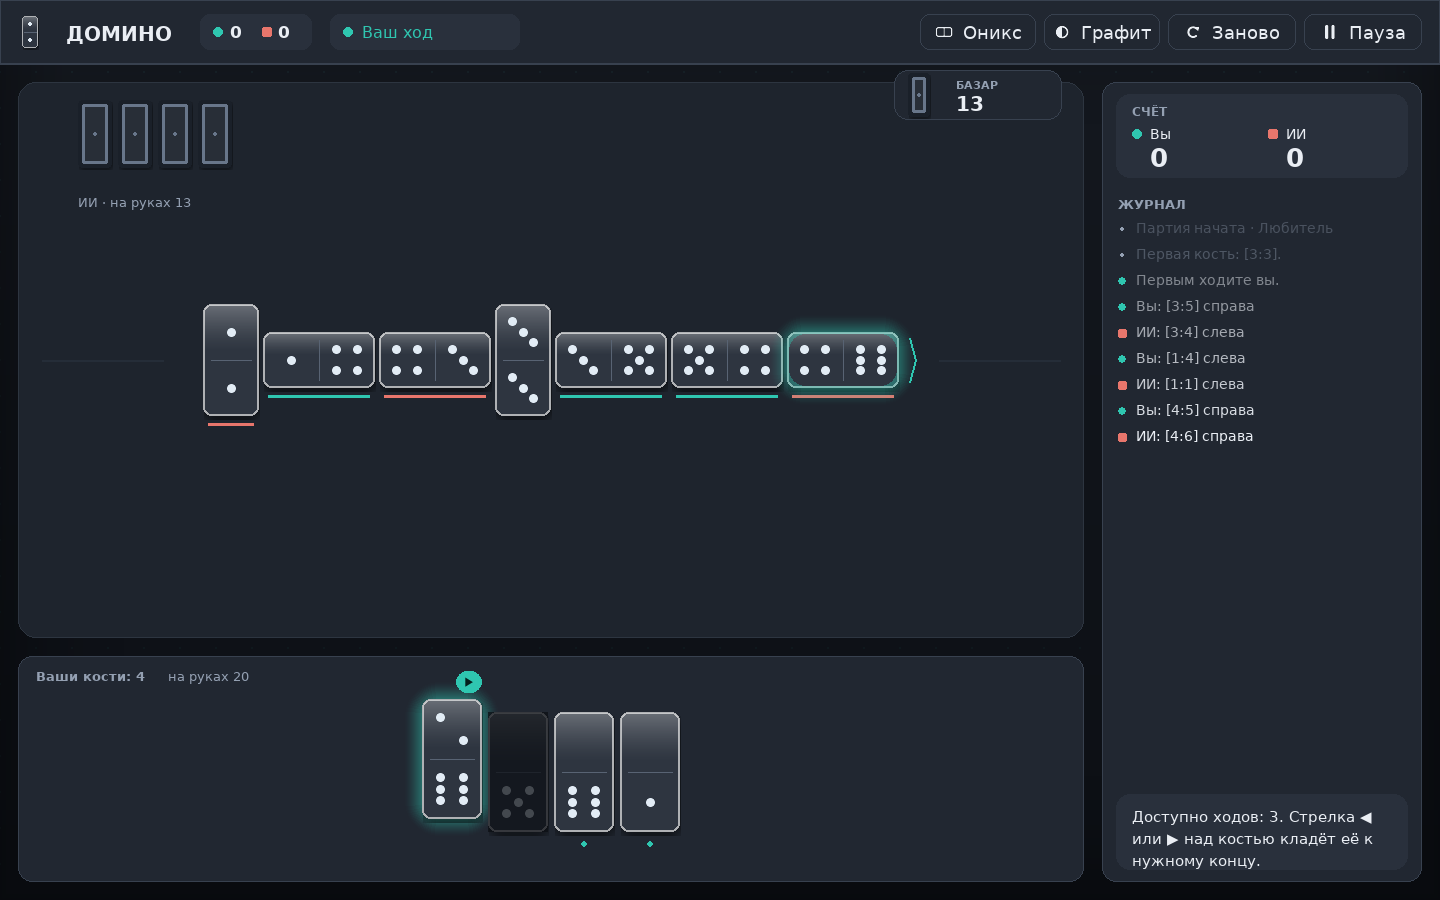 ДОМИНО
0
0
Ваш ход
Оникс
Графит
Заново
Пауза
БАЗАР
13
ИИ · на руках 13
СЧЁТ
Вы
ИИ
0
0
ЖУРНАЛ
Партия начата · Любитель
Первая кость: [3:3].
Первым ходите вы.
Вы: [3:5] справа
ИИ: [3:4] слева
Вы: [1:4] слева
ИИ: [1:1] слева
Вы: [4:5] справа
ИИ: [4:6] справа
Ваши кости: 4
на руках 20
Доступно ходов: 3. Стрелка ◀
или ▶ над костью кладёт её к
нужному концу.